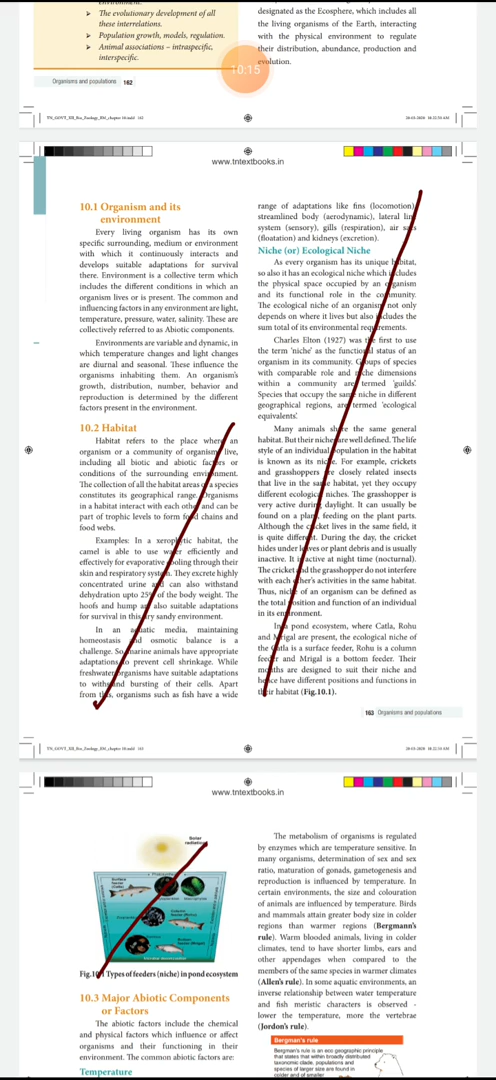 Environment.
➢ The evolutionary development of all
these interrelations.
➢ Population growth, models, regulation.
➢ Animal associations – intraspecific,
interspecific.
designated as the Ecosphere, which includes all
the living organisms of the Earth, interacting
with the physical environment to regulate
their distribution, abundance, production and
evolution.
10:15
Organisms and populations 162
www.tntextbooks.in
10.1 Organism and its
environment
Every living organism has its own
specific surrounding, medium or environment
with which it continuously interacts and
develops suitable adaptations for survival
there. Environment is a collective term which
includes the different conditions in which an
organism lives or is present. The common and
influencing factors in any environment are light,
temperature, pressure, water, salinity. These are
collectively referred to as Abiotic components.
Environments are variable and dynamic, in
which temperature changes and light changes
are diurnal and seasonal. These influence the
organisms inhabiting them. An organism's
growth, distribution, number, behavior and
reproduction is determined by the different
factors present in the environment.
10.2 Habitat
Habitat refers to the place where an
organism or a community of organisms live,
including all biotic and abiotic factors or
conditions of the surrounding environment.
The collection of all the habitat areas of a species
constitutes its geographical range. Organisms
in a habitat interact with each other and can be
part of trophic levels to form food chains and
food webs.
Examples: In a xerophytic habitat, the
camel is able to use water efficiently and
effectively for evaporative cooling through their
skin and respiratory system. They excrete highly
concentrated urine and can also withstand
dehydration upto 25% of the body weight. The
hoofs and hump are also suitable adaptations
for survival in this dry sandy environment.
In an aquatic media, maintaining
homeostasis and osmotic balance is a
challenge. So, marine animals have appropriate
adaptations to prevent cell shrinkage. While
freshwater organisms have suitable adaptations
to withstand bursting of their cells. Apart
from this, organisms such as fish have a wide
range of adaptations like fins (locomotion),
streamlined body (aerodynamic), lateral line
system (sensory), gills (respiration), air sacs
(floatation) and kidneys (excretion).
Niche (or) Ecological Niche
As every organism has its unique habitat,
so also it has an ecological niche which includes
the physical space occupied by an organism
and its functional role in the community.
The ecological niche of an organism not only
depends on where it lives but also includes the
sum total of its environmental requirements.
Charles Elton (1927) was the first to use
the term 'niche' as the functional status of an
organism in its community. Groups of species
with comparable role and niche dimensions
within a community are termed 'guilds'.
Species that occupy the same niche in different
geographical regions, are termed 'ecological
equivalents'.
Many animals share the same general
habitat. But their niches are well defined. The life
style of an individual population in the habitat
is known as its niche. For example, crickets
and grasshoppers are closely related insects
that live in the same habitat, yet they occupy
different ecological niches. The grasshopper is
very active during daylight. It can usually be
found on a plant, feeding on the plant parts.
Although the cricket lives in the same field, it
is quite different. During the day, the cricket
hides under leaves or plant debris and is usually
inactive. It is active at night time (nocturnal).
The cricket and the grasshopper do not interfere
with each other's activities in the same habitat.
Thus, niche of an organism can be defined as
the total position and function of an individual
in its environment.
In a pond ecosystem, where Catla, Rohu
and Mrigal are present, the ecological niche of
the Catla is a surface feeder, Rohu is a column
feeder and Mrigal is a bottom feeder. Their
mouths are designed to suit their niche and
hence have different positions and functions in
their habitat (Fig.10.1).
163 Organisms and populations
www.tntextbooks.in
Solar
radiation
Fig.10.1 Types of feeders (niche) in pond ecosystem
10.3 Major Abiotic Components
or Factors
The abiotic factors include the chemical
and physical factors which influence or affect
organisms and their functioning in their
environment. The common abiotic factors are:
Temperature
The metabolism of organisms is regulated
by enzymes which are temperature sensitive. In
many organisms, determination of sex and sex
ratio, maturation of gonads, gametogenesis and
reproduction is influenced by temperature. In
certain environments, the size and colouration
of animals are influenced by temperature. Birds
and mammals attain greater body size in colder
regions than warmer regions (Bergmann's
rule). Warm blooded animals, living in colder
climates, tend to have shorter limbs, ears and
other appendages when compared to the
members of the same species in warmer climates
(Allen's rule). In some aquatic environments, an
inverse relationship between water temperature
and fish meristic characters is observed -
lower the temperature, more the vertebrae
(Jordon's rule).
Bergman's rule
Bergman's rule is an eco geographic principle
that states that within broadly distributed
taxonomic clade, populations and
species of larger size are found in
colder and of smaller